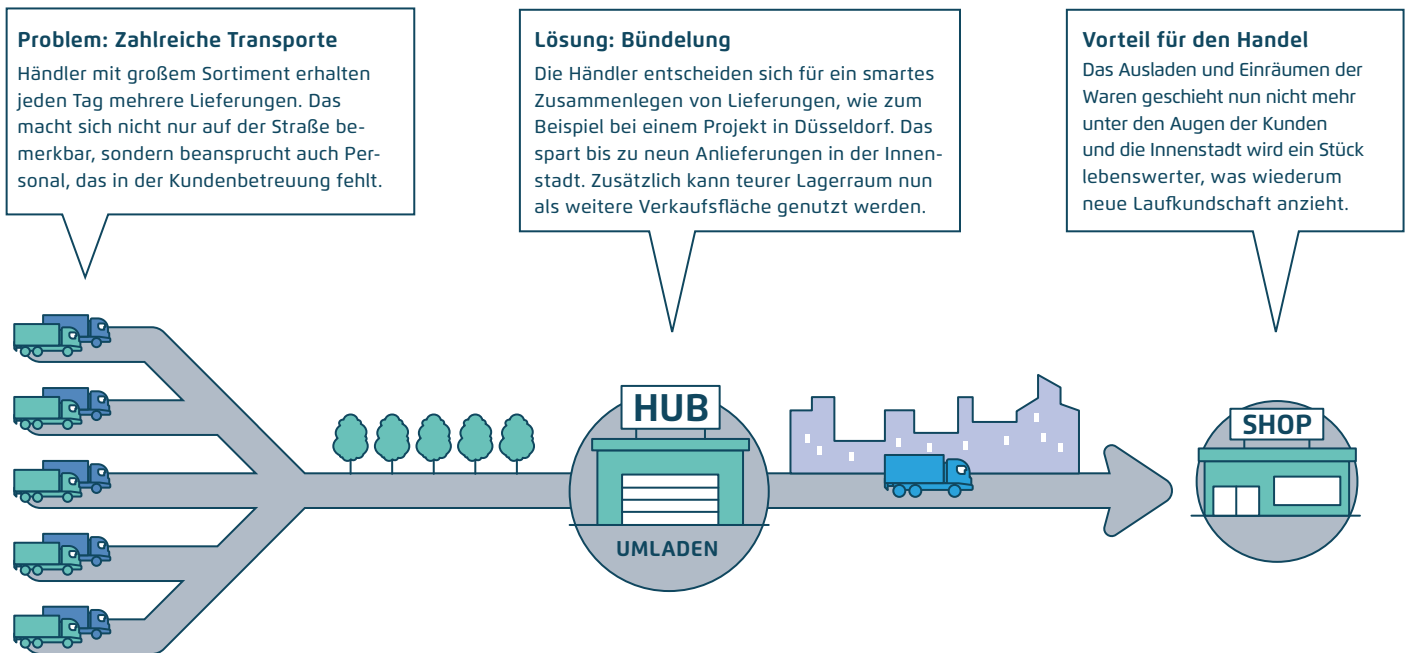 Problem: Zahlreiche Transporte
Händler mit großem Sortiment erhalten
jeden Tag mehrere Lieferungen. Das
macht sich nicht nur auf der Straße be-
merkbar, sondern beansprucht auch Per-
sonal, das in der Kundenbetreuung fehlt.
Lösung: Bündelung
Die Händler entscheiden sich für ein smartes
Zusammenlegen von Lieferungen, wie zum
Beispiel bei einem Projekt in Düsseldorf. Das
spart bis zu neun Anlieferungen in der Innen-
stadt. Zusätzlich kann teurer Lagerraum nun
als weitere Verkaufsfläche genutzt werden.
Vorteil für den Handel
Das Ausladen und Einräumen der
Waren geschieht nun nicht mehr
unter den Augen der Kunden
und die Innenstadt wird ein Stück
lebenswerter, was wiederum
neue Laufkundschaft anzieht.
HUB
UMLADEN
SHOP